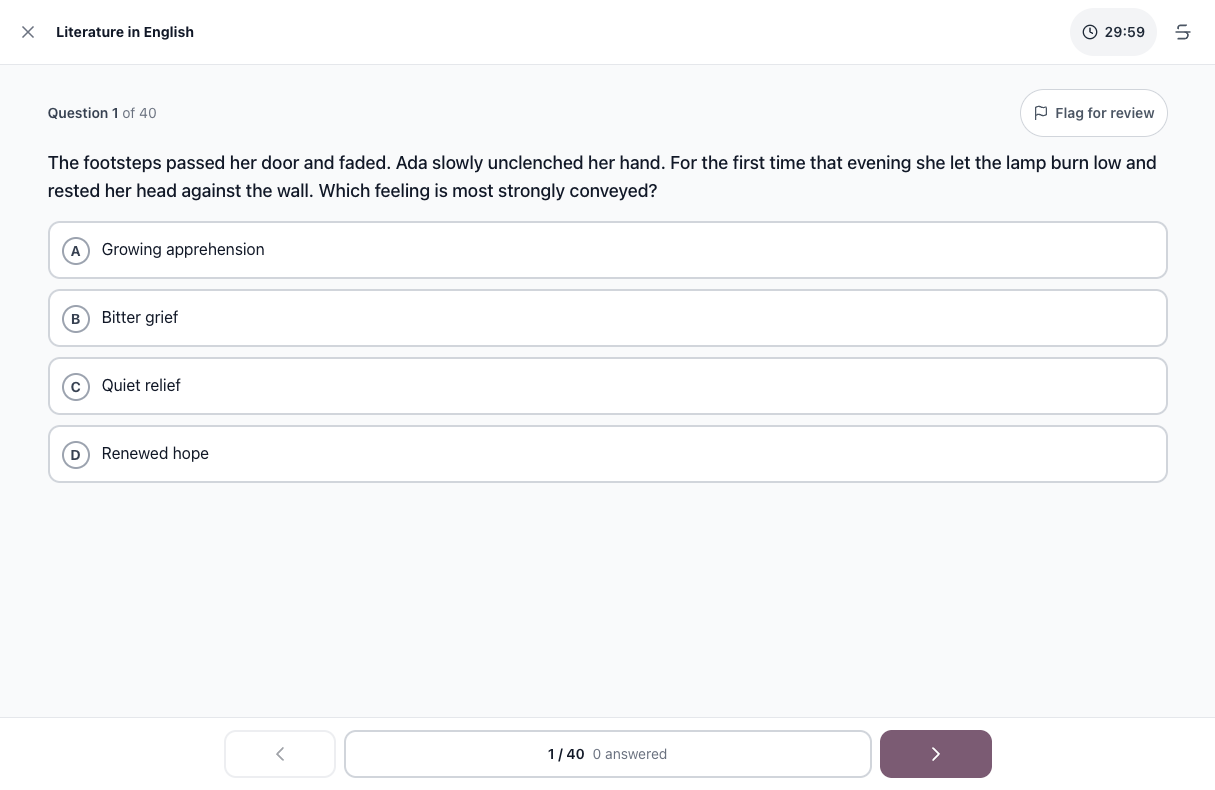 Literature in English
29:59
Question 1 of 40
Flag for review
The footsteps passed her door and faded. Ada slowly unclenched her hand. For the first time that evening she let the lamp burn low and
rested her head against the wall. Which feeling is most strongly conveyed?
A Growing apprehension
B Bitter grief
C Quiet relief
D Renewed hope
1 / 40 0 answered